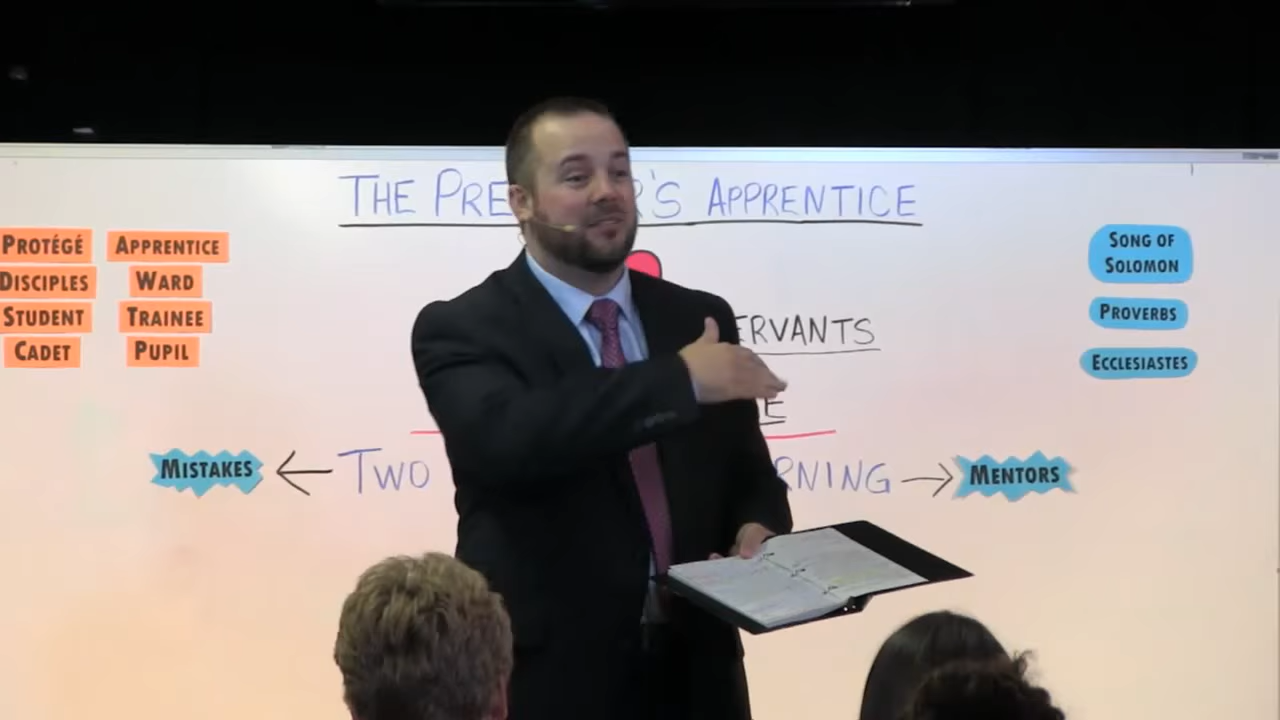 THE PRE R'S APPRENTICE
PROTÉGÉ APPRENTICE
DISCIPLES WARD
STUDENT TRAINEE
CADET PUPIL
SONG OF
SOLOMON
PROVERBS
ECCLESIASTES
ERVANTS
E
MISTAKES ← TWO RNING → MENTORS